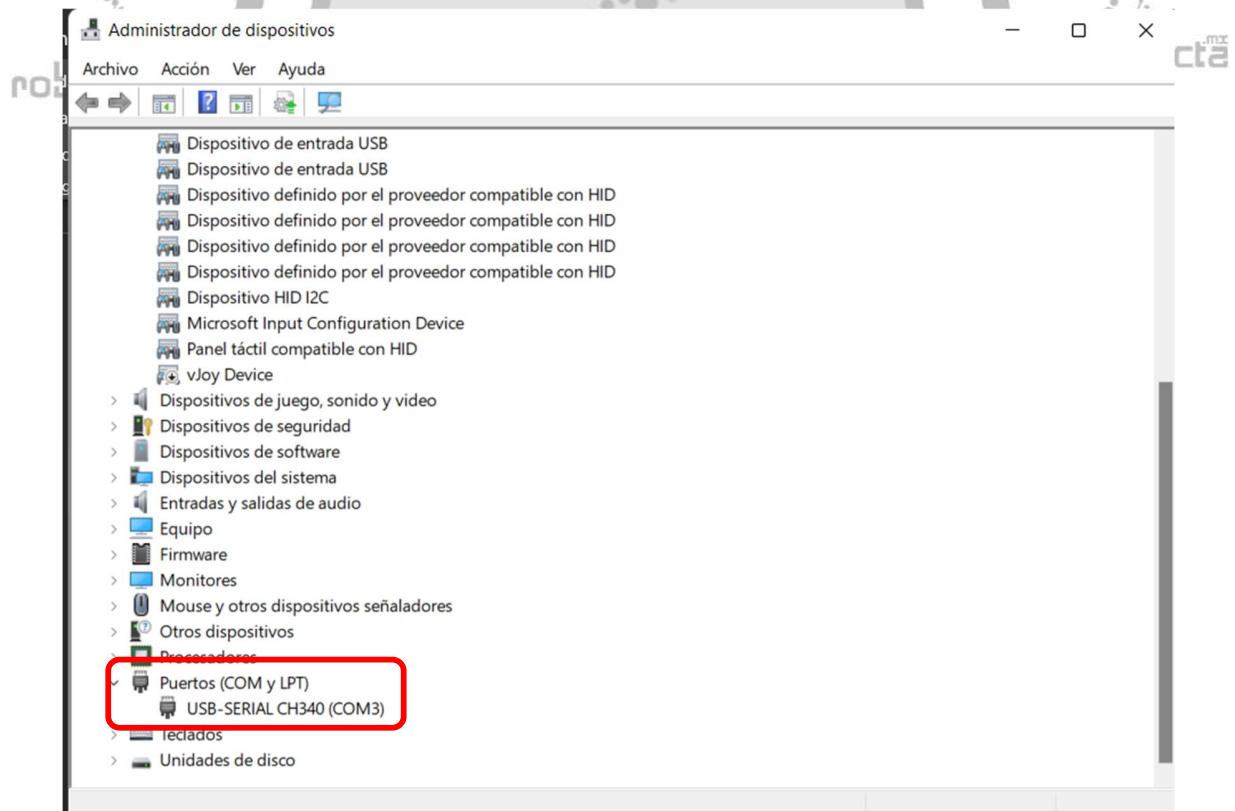 Administrador de dispositivos
Archivo Acción Ver Ayuda
Dispositivo de entrada USB
Dispositivo de entrada USB
Dispositivo definido por el proveedor compatible con HID
Dispositivo definido por el proveedor compatible con HID
Dispositivo definido por el proveedor compatible con HID
Dispositivo definido por el proveedor compatible con HID
Dispositivo HID I2C
Microsoft Input Configuration Device
Panel táctil compatible con HID
vJoy Device
Dispositivos de juego, sonido y video
Dispositivos de seguridad
Dispositivos de software
Dispositivos del sistema
Entradas y salidas de audio
Equipo
Firmware
Monitores
Mouse y otros dispositivos señaladores
Otros dispositivos
Procesadores
Puertos (COM y LPT)
USB-SERIAL CH340 (COM3)
Teclados
Unidades de disco